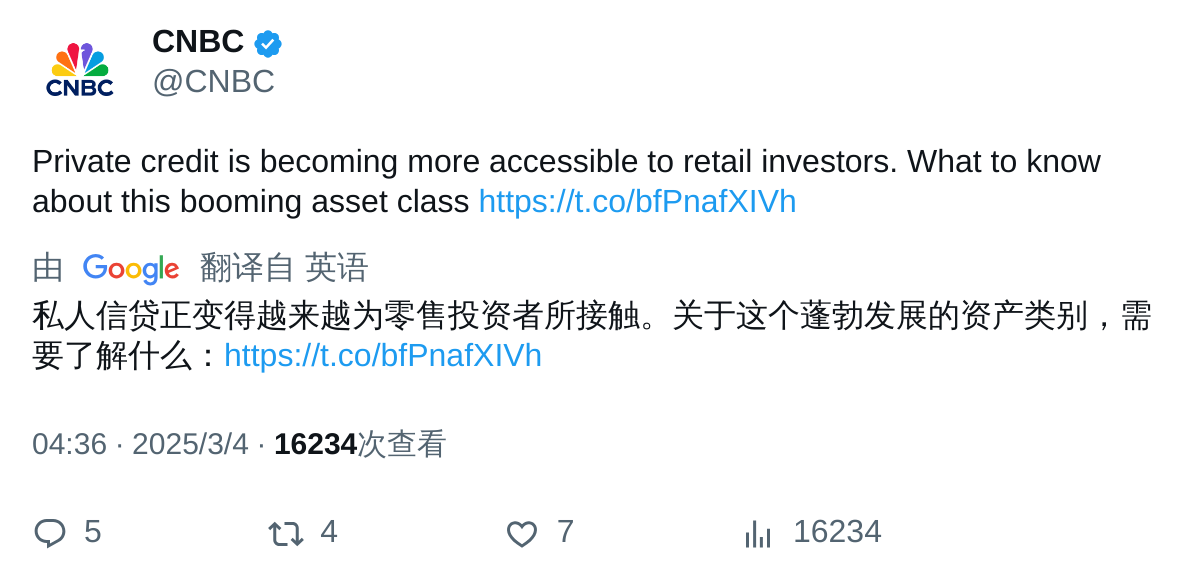 CNBC
CNBC
@CNBC
Private credit is becoming more accessible to retail investors. What to know
about this booming asset class https://t.co/bfPnafXIVh
由 Google 翻译自 英语
私人信贷正变得越来越为零售投资者所接触。关于这个蓬勃发展的资产类别，需
要了解什么：https://t.co/bfPnafXIVh
04:36 · 2025/3/4 · 16234次查看
5 4 7 16234